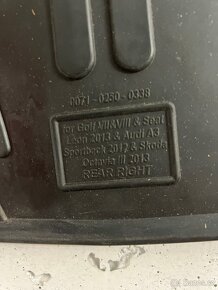 0071-0250-0338
for Golf VII&VIII & Seat
Leon 2013 & Audi A3
Sportback 2012 & Skoda
Octavia III 2013
REAR RIGHT